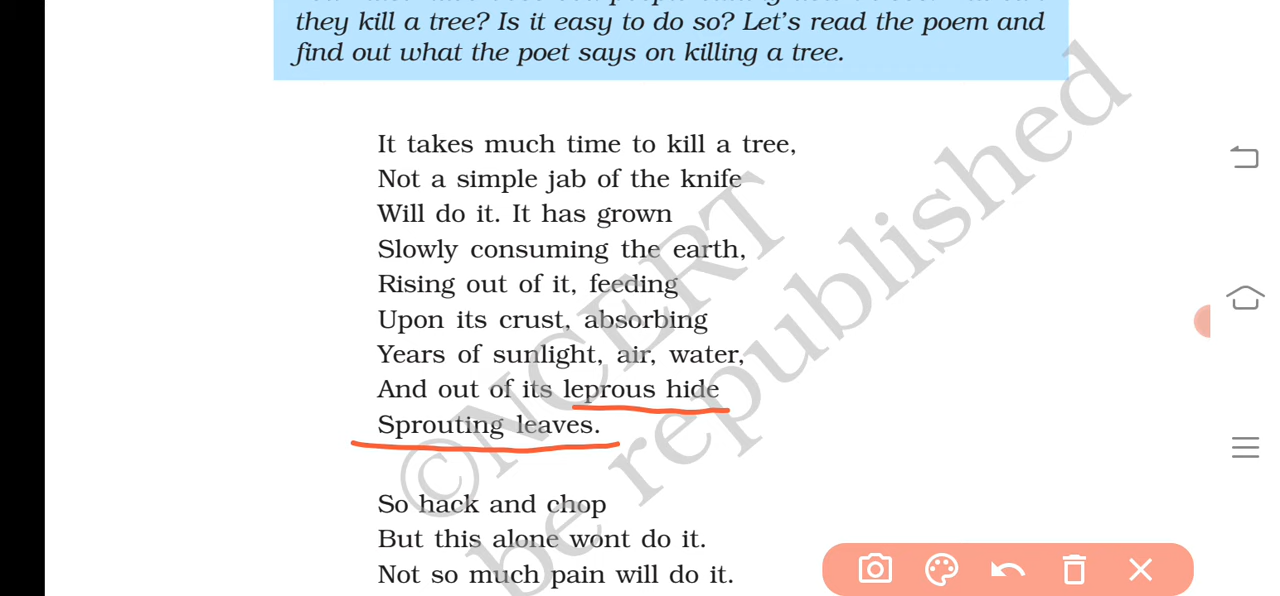 they kill a tree? Is it easy to do so? Let's read the poem and
find out what the poet says on killing a tree.
It takes much time to kill a tree,
Not a simple jab of the knife
Will do it. It has grown
Slowly consuming the earth,
Rising out of it, feeding
Upon its crust, absorbing
Years of sunlight, air, water,
And out of its leprous hide
Sprouting leaves.
So hack and chop
But this alone wont do it.
Not so much pain will do it.
©NCERT
be republished